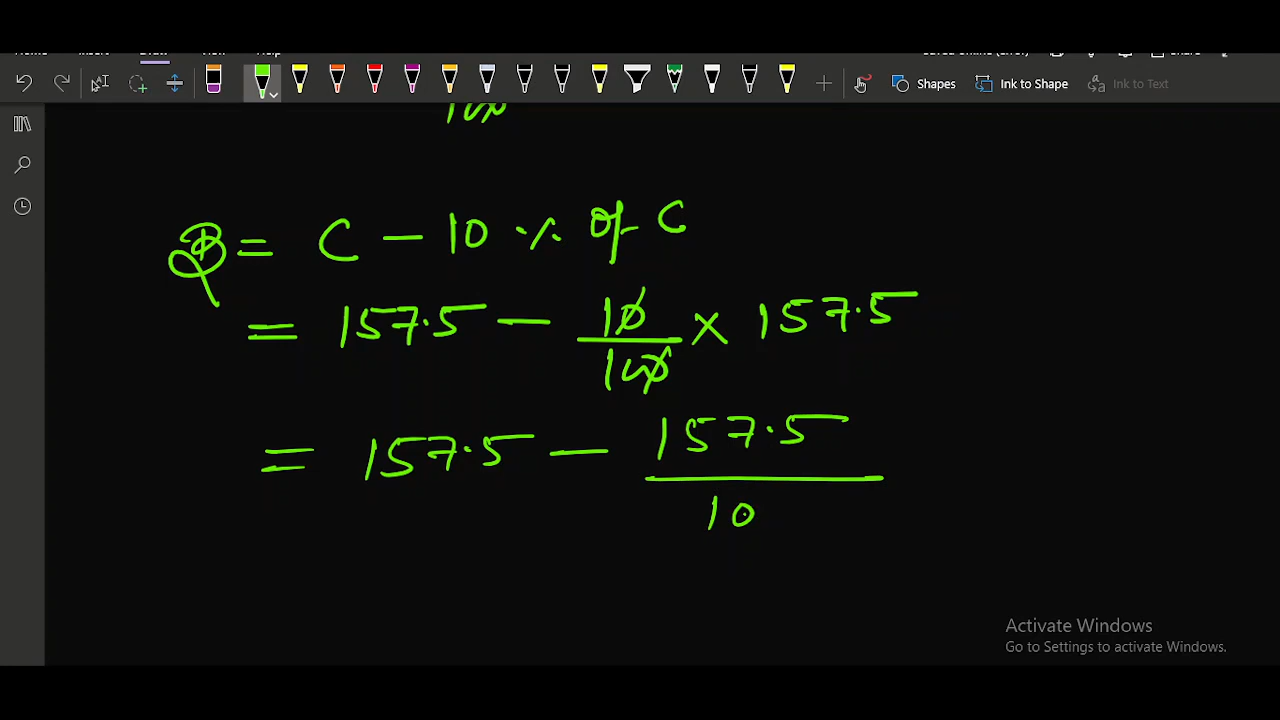 Shapes
Ink to Shape
Ink to Text
= C - 10 % of C
= 157.5 - 10/100 × 157.5
= 157.5 - 157.5/10
Activate Windows
Go to Settings to activate Windows.